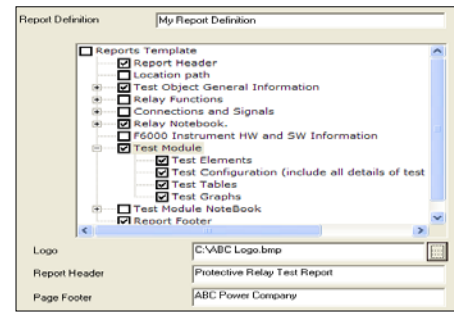 Report Definition My Report Definition
Reports Template
Report Header
Location path
Test Object General Information
Relay Functions
Connections and Signals
Relay Notebook.
F6000 Instrument HW and SW Information
Test Module
Test Elements
Test Configuration (include all details of test
Test Tables
Test Graphs
Test Module NoteBook
Report Footer
Logo C:\ABC Logo.bmp
Report Header Protective Relay Test Report
Page Footer ABC Power Company